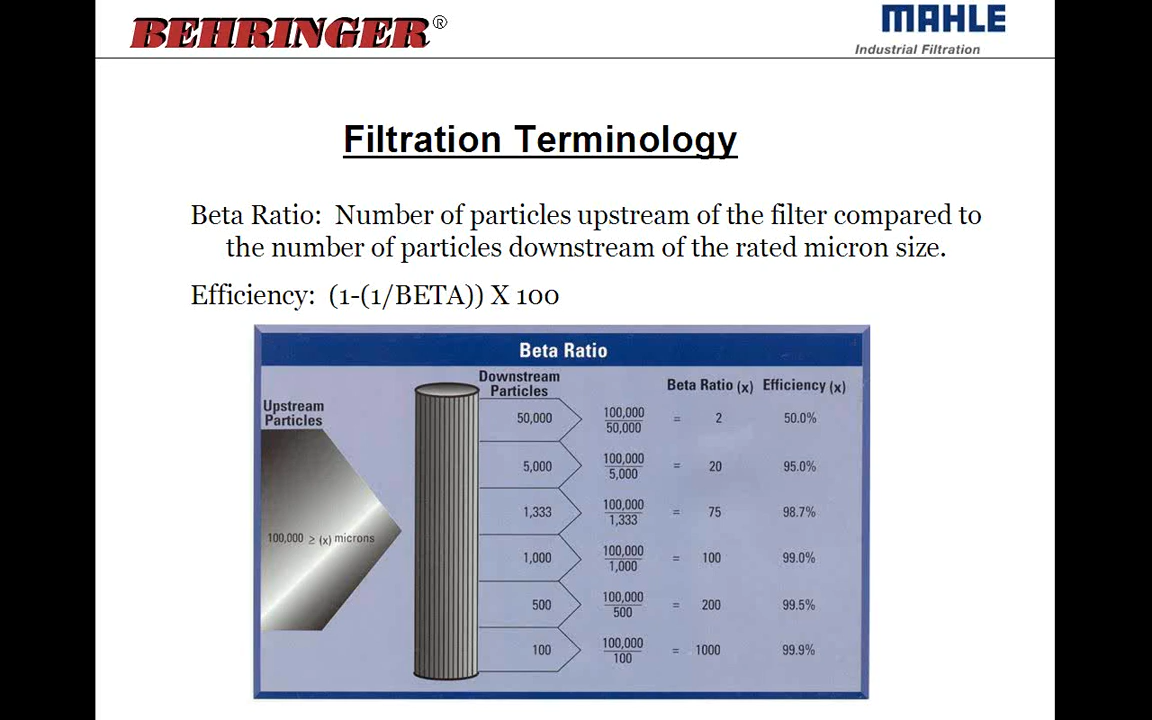 BEHRINGER®
MAHLE
Industrial Filtration
Filtration Terminology
Beta Ratio: Number of particles upstream of the filter compared to
the number of particles downstream of the rated micron size.
Efficiency: (1-(1/BETA)) X 100
Beta Ratio
Upstream
Particles
100,000 ≥ (x) microns
Downstream
Particles
Beta Ratio (x) Efficiency (x)
50,000 100,000/50,000 = 2 50.0%
5,000 100,000/5,000 = 20 95.0%
1,333 100,000/1,333 = 75 98.7%
1,000 100,000/1,000 = 100 99.0%
500 100,000/500 = 200 99.5%
100 100,000/100 = 1000 99.9%